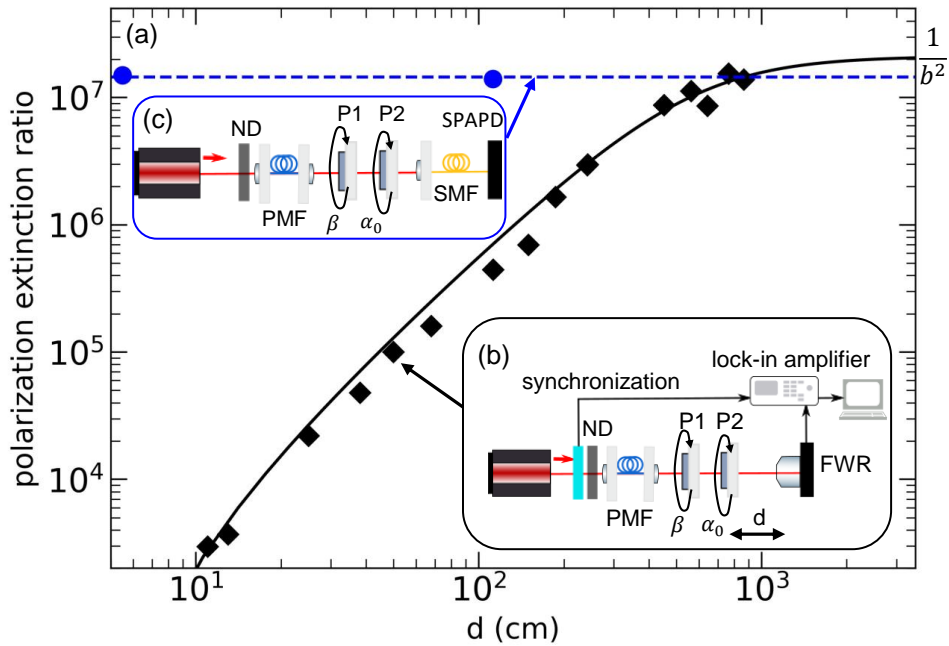 (a)
1
b²
10⁷
10⁶
10⁵
10⁴
polarization extinction ratio
(c)
ND
P1
P2
SPAPD
PMF
SMF
β
α₀
(b)
lock-in amplifier
synchronization
ND
P1
P2
FWR
PMF
β
α₀
d
10¹
10²
10³
d (cm)